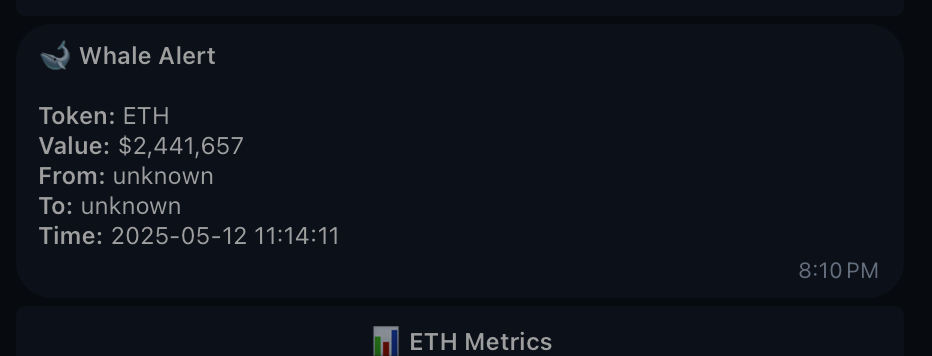 🐋 Whale Alert
Token: ETH
Value: $2,441,657
From: unknown
To: unknown
Time: 2025-05-12 11:14:11
8:10 PM
📊 ETH Metrics